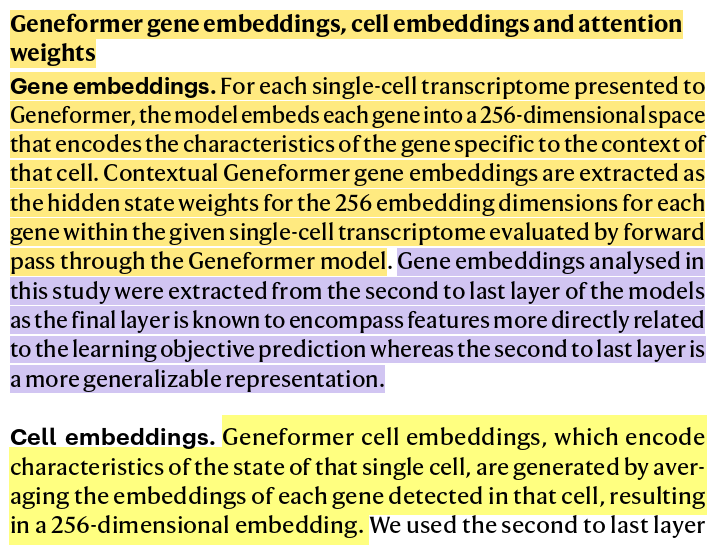 Geneformer gene embeddings, cell embeddings and attention
weights
Gene embeddings. For each single-cell transcriptome presented to
Geneformer, the model embeds each gene into a 256-dimensional space
that encodes the characteristics of the gene specific to the context of
that cell. Contextual Geneformer gene embeddings are extracted as
the hidden state weights for the 256 embedding dimensions for each
gene within the given single-cell transcriptome evaluated by forward
pass through the Geneformer model. Gene embeddings analysed in
this study were extracted from the second to last layer of the models
as the final layer is known to encompass features more directly related
to the learning objective prediction whereas the second to last layer is
a more generalizable representation.
Cell embeddings. Geneformer cell embeddings, which encode
characteristics of the state of that single cell, are generated by aver-
aging the embeddings of each gene detected in that cell, resulting
in a 256-dimensional embedding. We used the second to last layer